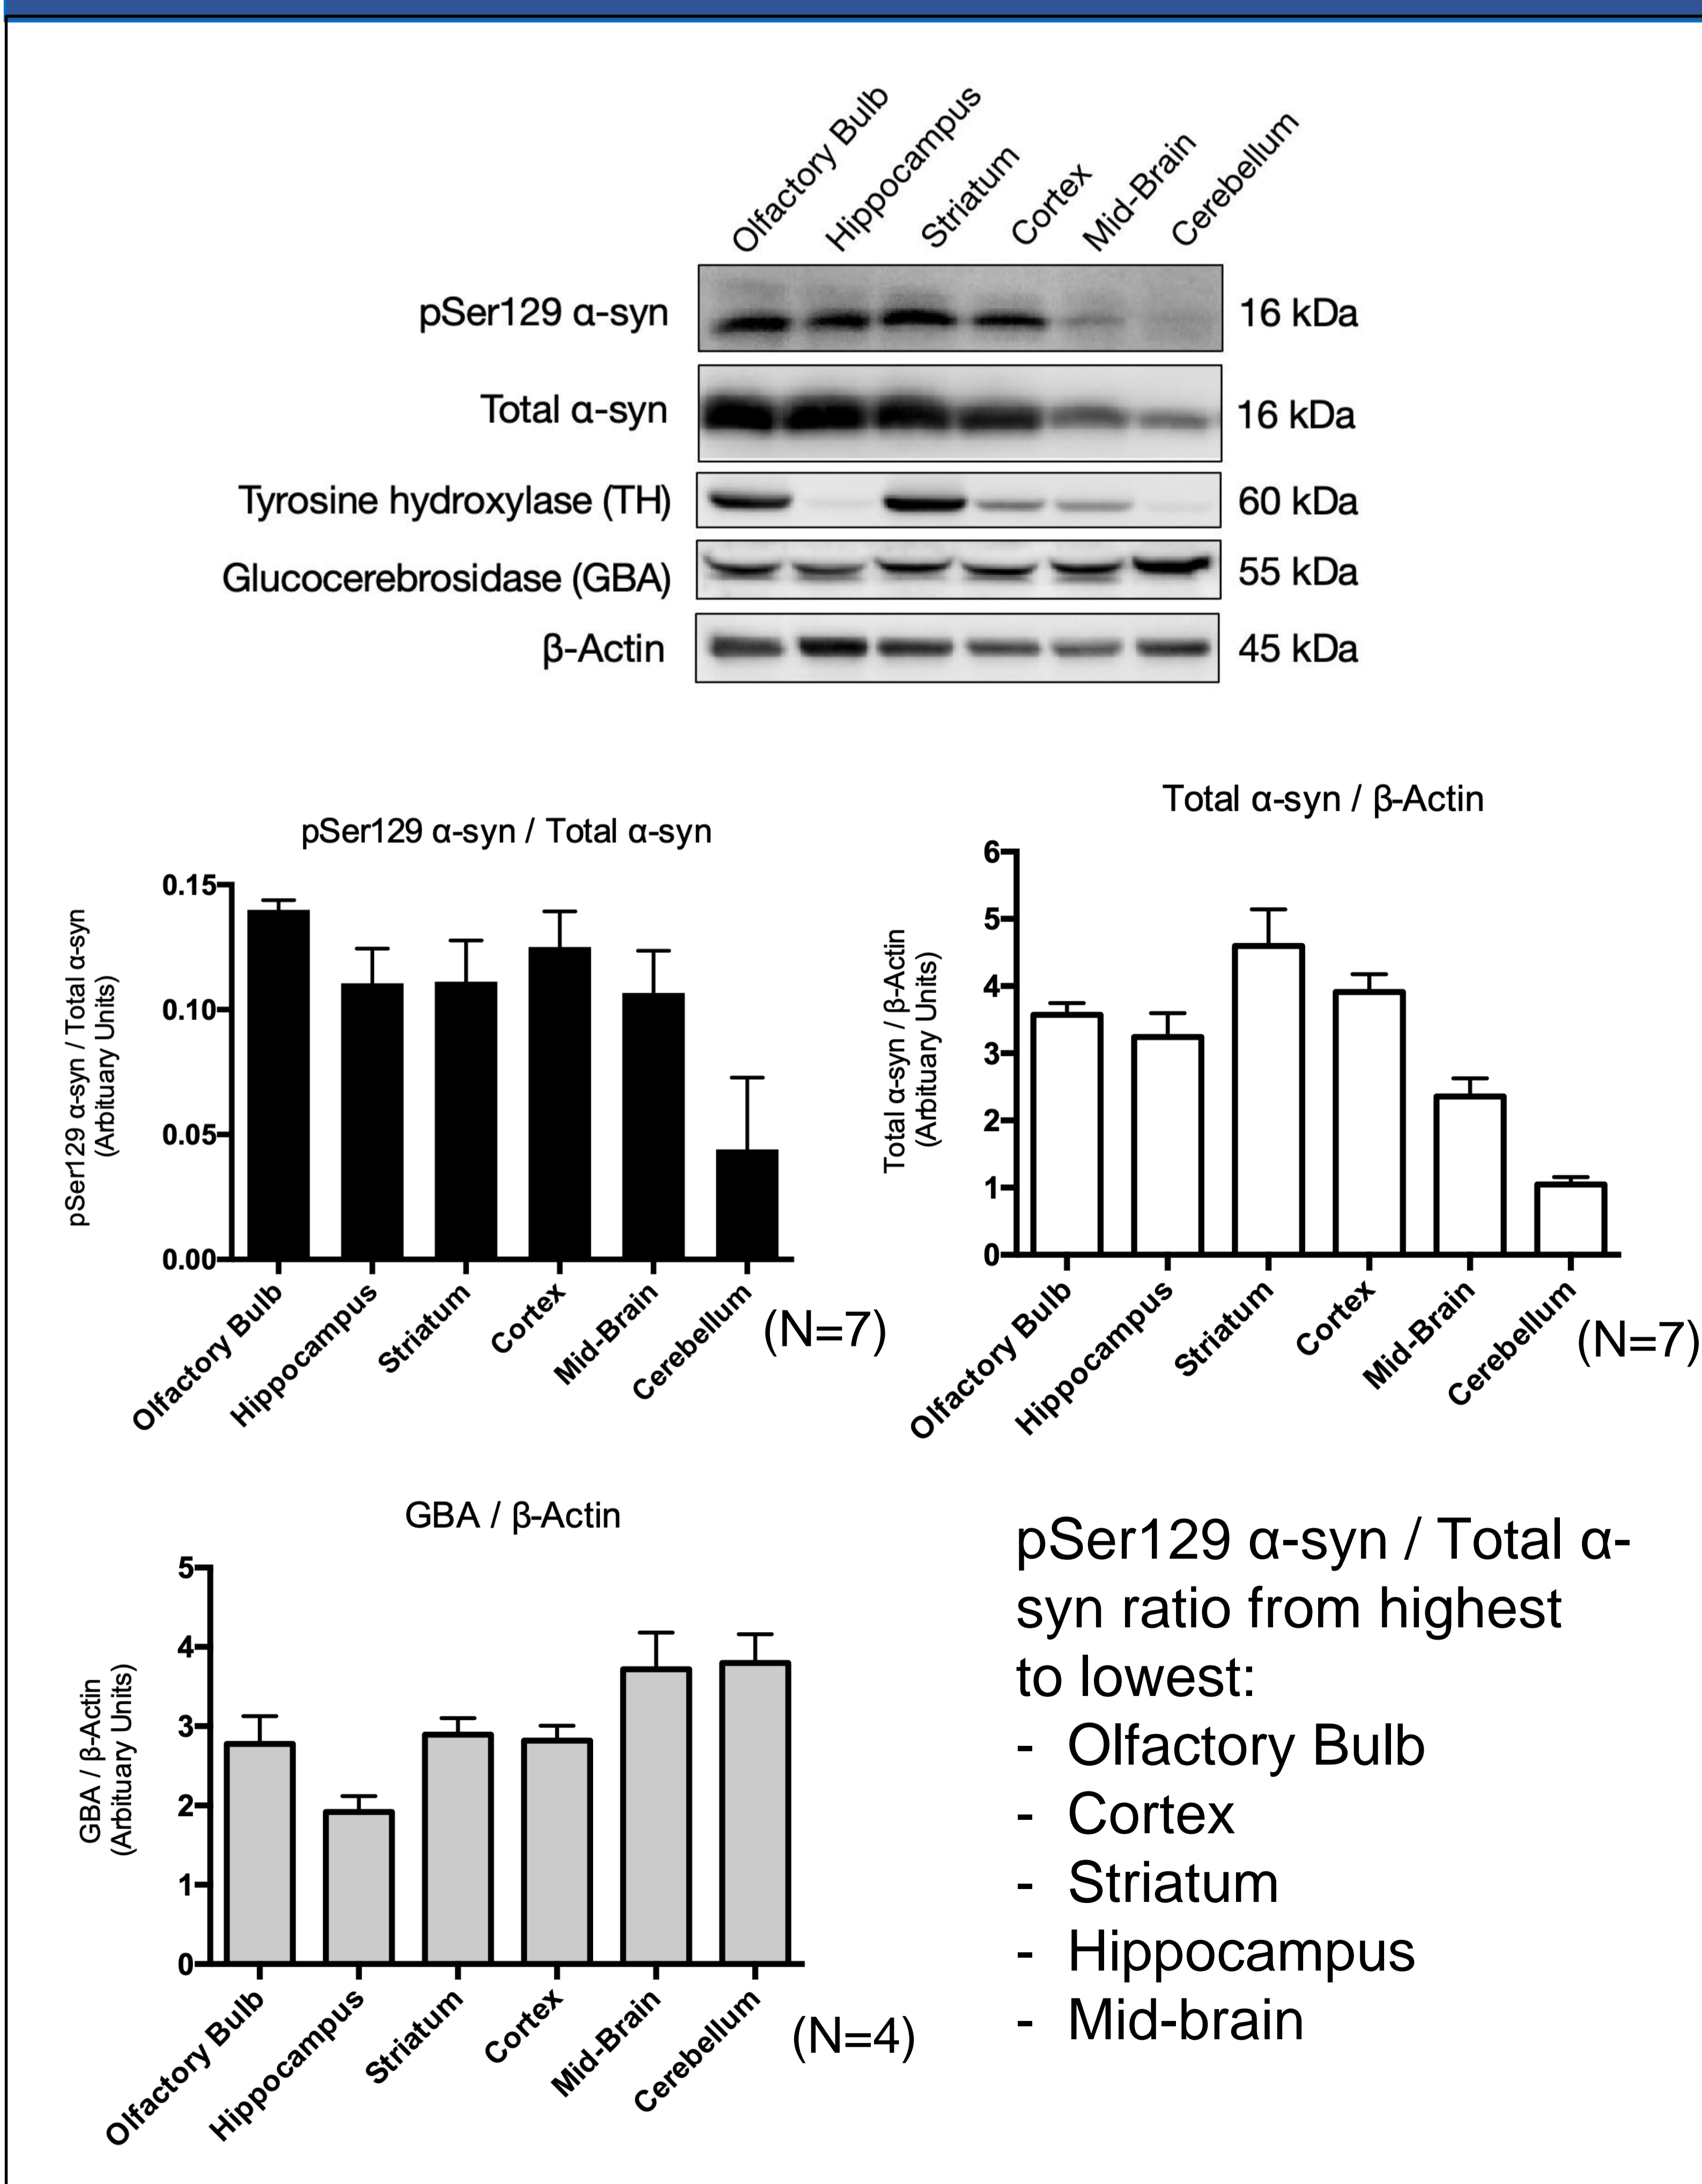 Olfactory Bulb
Hippocampus
Striatum
Cortex
Mid-Brain
Cerebellum
pSer129 α-syn
16 kDa
Total α-syn
16 kDa
Tyrosine hydroxylase (TH)
60 kDa
Glucocerebrosidase (GBA)
55 kDa
β-Actin
45 kDa
pSer129 α-syn / Total α-syn
pSer129 α-syn / Total α-syn
(Arbituary Units)
0.15
0.10
0.05
0.00
Olfactory Bulb
Hippocampus
Striatum
Cortex
Mid-Brain
Cerebellum
(N=7)
Total α-syn / β-Actin
Total α-syn / β-Actin
(Arbituary Units)
6
5
4
3
2
1
0
Olfactory Bulb
Hippocampus
Striatum
Cortex
Mid-Brain
Cerebellum
(N=7)
GBA / β-Actin
GBA / β-Actin
(Arbituary Units)
5
4
3
2
1
0
Olfactory Bulb
Hippocampus
Striatum
Cortex
Mid-Brain
Cerebellum
(N=4)
pSer129 α-syn / Total α-
syn ratio from highest
to lowest:
- Olfactory Bulb
- Cortex
- Striatum
- Hippocampus
- Mid-brain